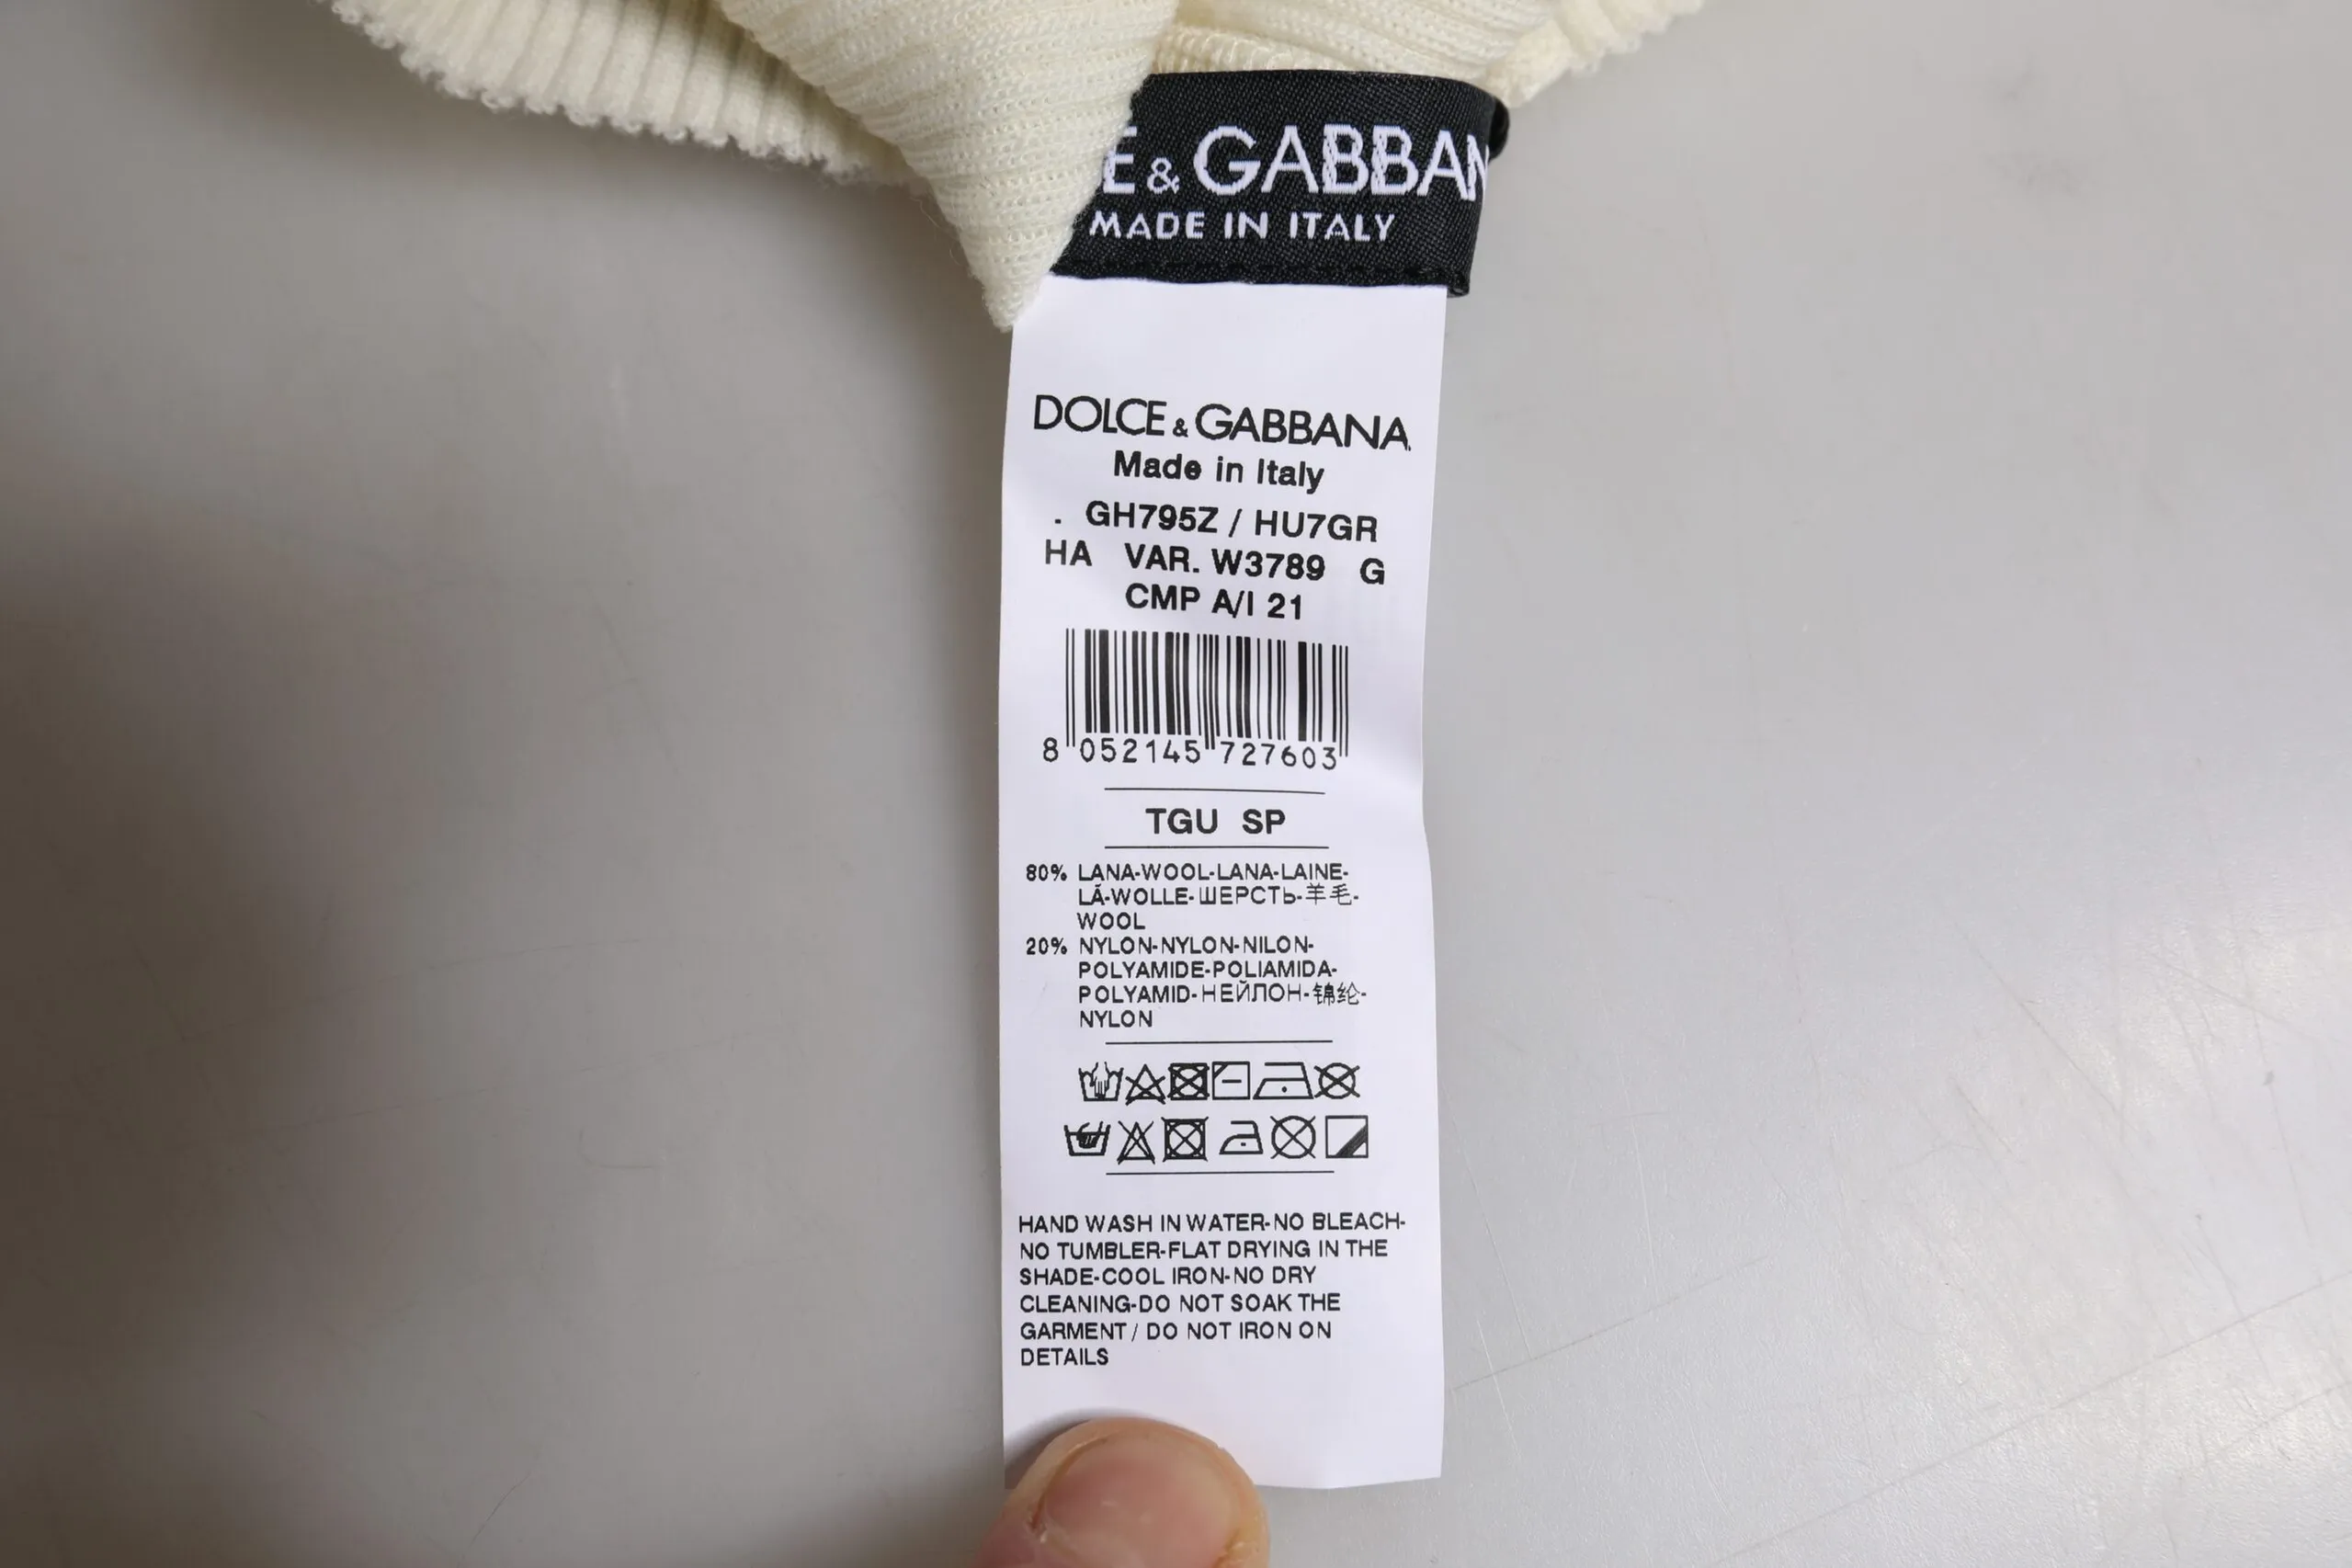 E & GABBAN
MADE IN ITALY
DOLCE & GABBANA
Made in Italy
. GH795Z / HU7GR
HA VAR. W3789 G
CMP A/I 21
8 052145 727603
TGU SP
80% LANA-WOOL-LANA-LAINE-
LÃ-WOLLE-ШЕРСТЬ-羊毛-
WOOL
20% NYLON-NYLON-NILON-
POLYAMIDE-POLIAMIDA-
POLYAMID-НЕЙЛОН-锦纶-
NYLON
HAND WASH IN WATER-NO BLEACH-
NO TUMBLER-FLAT DRYING IN THE
SHADE-COOL IRON-NO DRY
CLEANING-DO NOT SOAK THE
GARMENT / DO NOT IRON ON
DETAILS